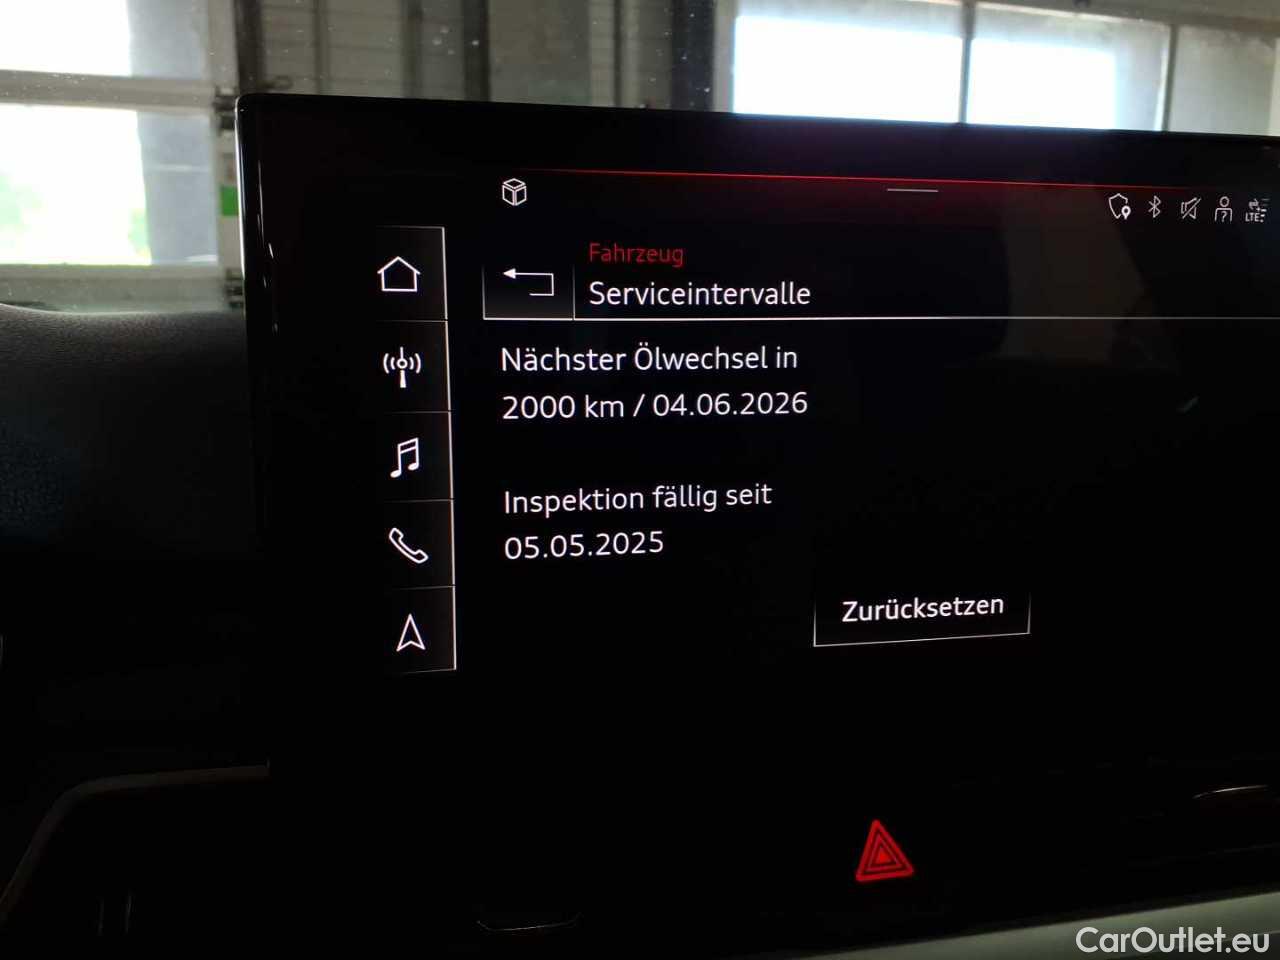 LTE
Fahrzeug
Serviceintervalle
Nächster Ölwechsel in
2000 km / 04.06.2026
Inspektion fällig seit
05.05.2025
Zurücksetzen
CarOutlet.eu